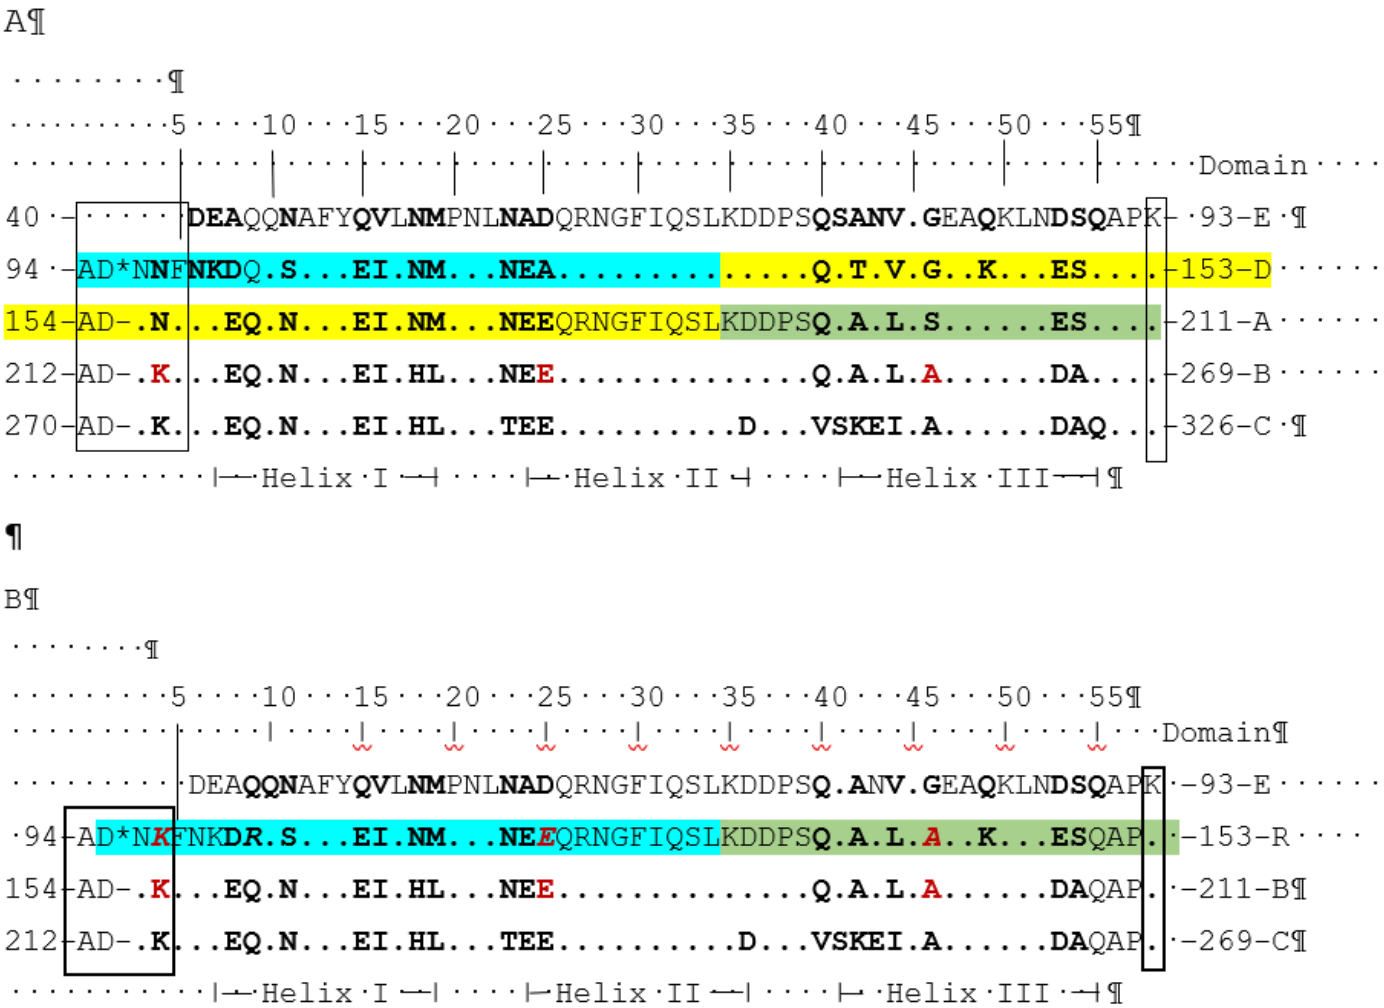 A¶
········¶
·········5····10···15···20···25···30···35···40···45···50···55¶
Domain····
40·-······DEAQQNAFYQVLNMPNLNADQRNGFIQSLKDDPSQSANV.GEAQKLNDSQAPK-·93-E·¶
94·-AD*NNFNKDQ.S...EI.NM...NEA..............Q.T.V.G..K...ES....-153-D······
154-AD-.N...EQ.N...EI.NM...NEEQRNGFIQSLKDDPSQ.A.L.S......ES....-211-A······
212-AD-.K...EQ.N...EI.HL...NEE..............Q.A.L.A......DA....-269-B······
270-AD-.K...EQ.N...EI.HL...TEE..........D...VSKEI.A......DAQ...-326-C·¶
···········|—·Helix·I·—|····|—·Helix·II·—|····|—·Helix·III·—|¶
¶
B¶
········¶
·········5····10···15···20···25···30···35···40···45···50···55¶
Domain¶
··········DEAQQNAFYQVLNMPNLNADQRNGFIQSLKDDPSQ.ANV.GEAQKLNDSQAPK·-93-E······
·94-AD*NKFNKDR.S...EI.NM...NEEQRNGFIQSLKDDPSQ.A.L.A..K...ESQAP.·-153-R····
154-AD-.K...EQ.N...EI.HL...NEE..............Q.A.L.A......DAQAP.·-211-B¶
212-AD-.K...EQ.N...EI.HL...TEE..........D...VSKEI.A......DAQAP.·-269-C¶
···········|—·Helix·I·—|····|—Helix·II·—|····|—·Helix·III·—|¶